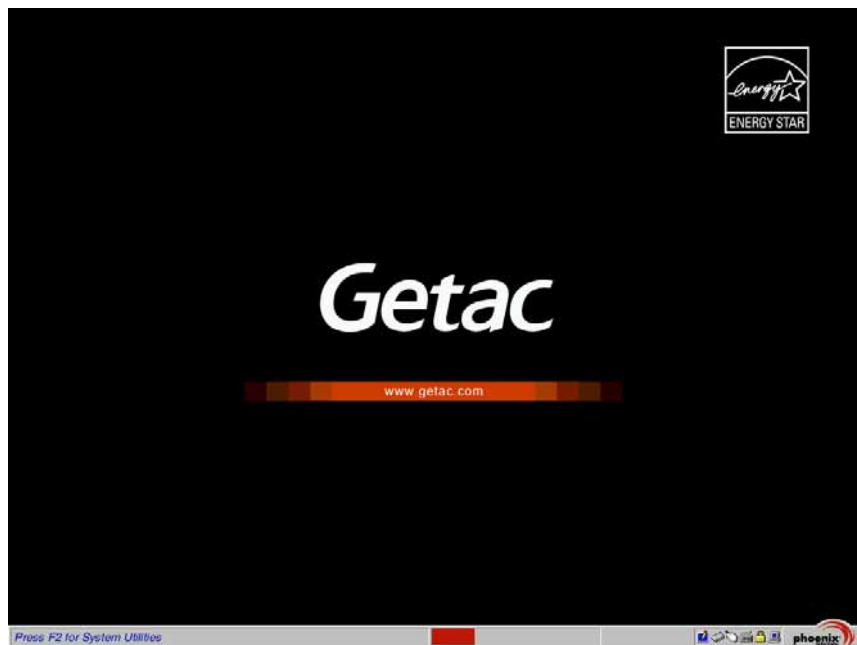 energy
ENERGY STAR
Getac
www.getac.com
Press F2 for System Utilities
phoenix